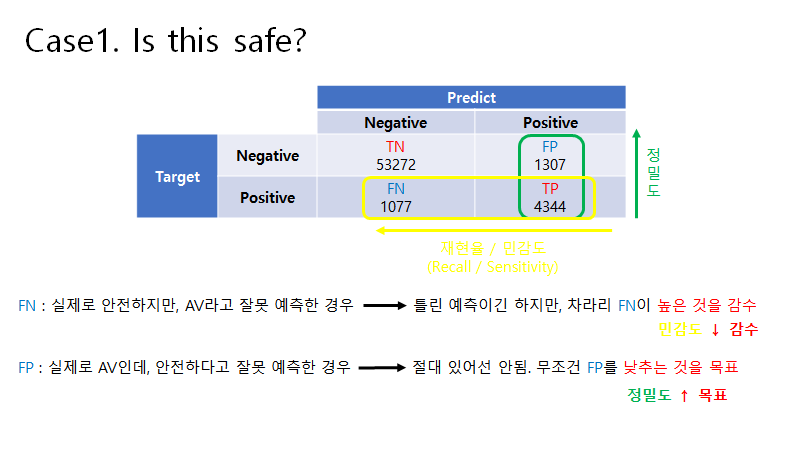 Case1. Is this safe?
Predict
Negative Positive
Target
Negative
TN
53272
FP
1307
Positive
FN
1077
TP
4344
정밀도
재현율 / 민감도
(Recall / Sensitivity)
FN : 실제로 안전하지만, AV라고 잘못 예측한 경우 → 틀린 예측이긴 하지만, 차라리 FN이 높은 것을 감수
민감도 ↓ 감수
FP : 실제로 AV인데, 안전하다고 잘못 예측한 경우 → 절대 있어선 안됨. 무조건 FP를 낮추는 것을 목표
정밀도 ↑ 목표